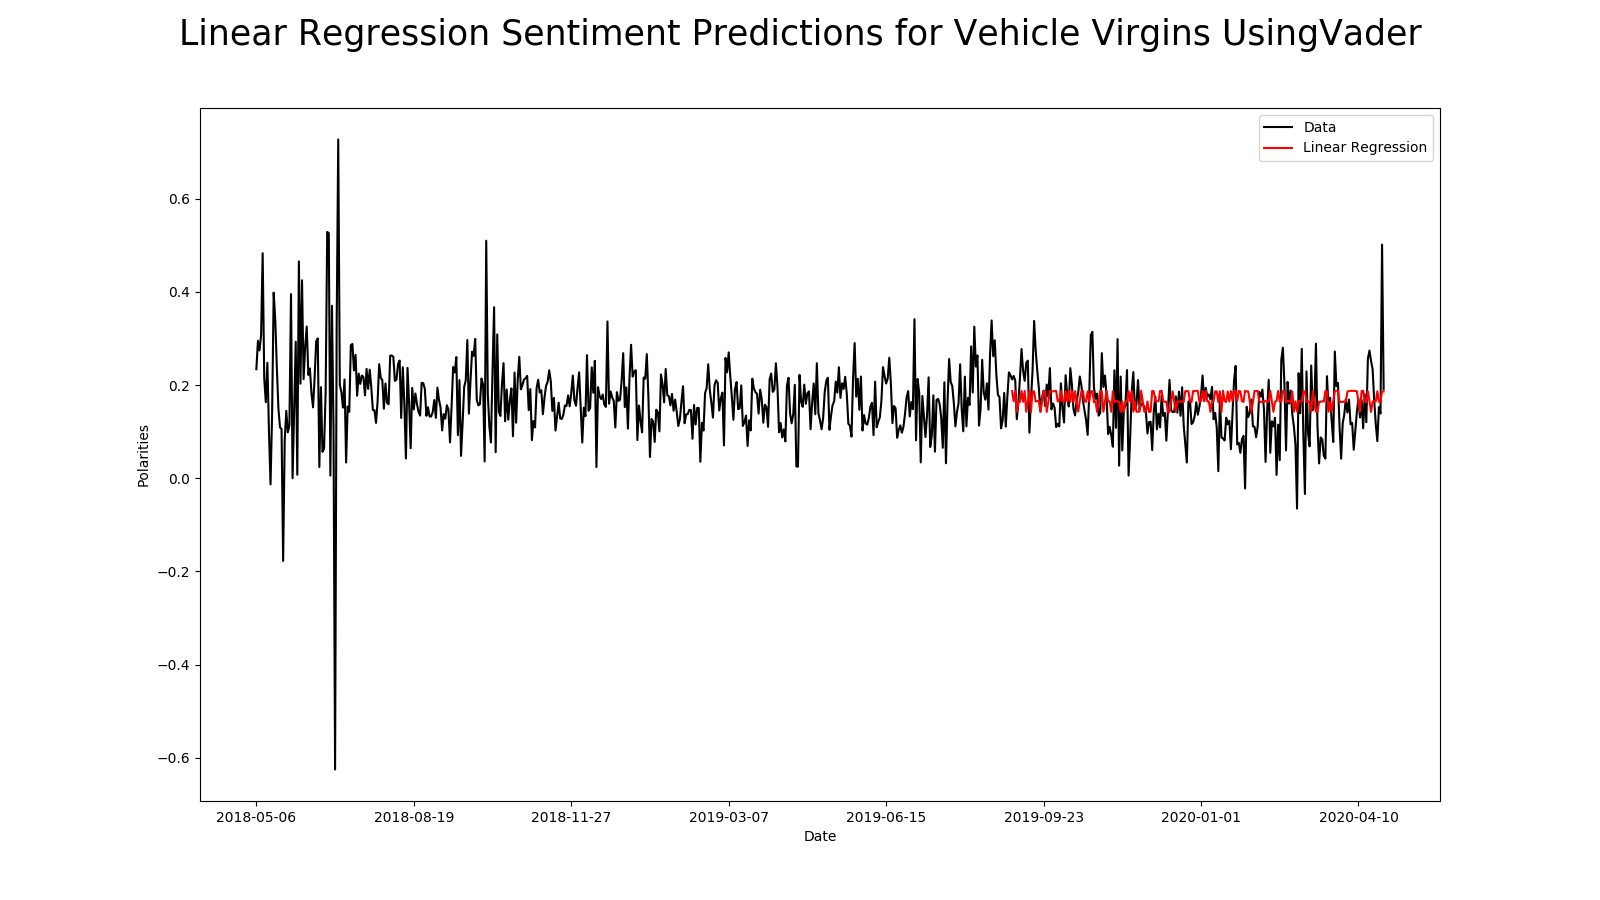 Linear Regression Sentiment Predictions for Vehicle Virgins UsingVader
Data
Linear Regression
0.6
0.4
0.2
0.0
−0.2
−0.4
−0.6
Polarities
2018-05-06 2018-08-19 2018-11-27 2019-03-07 2019-06-15 2019-09-23 2020-01-01 2020-04-10
Date